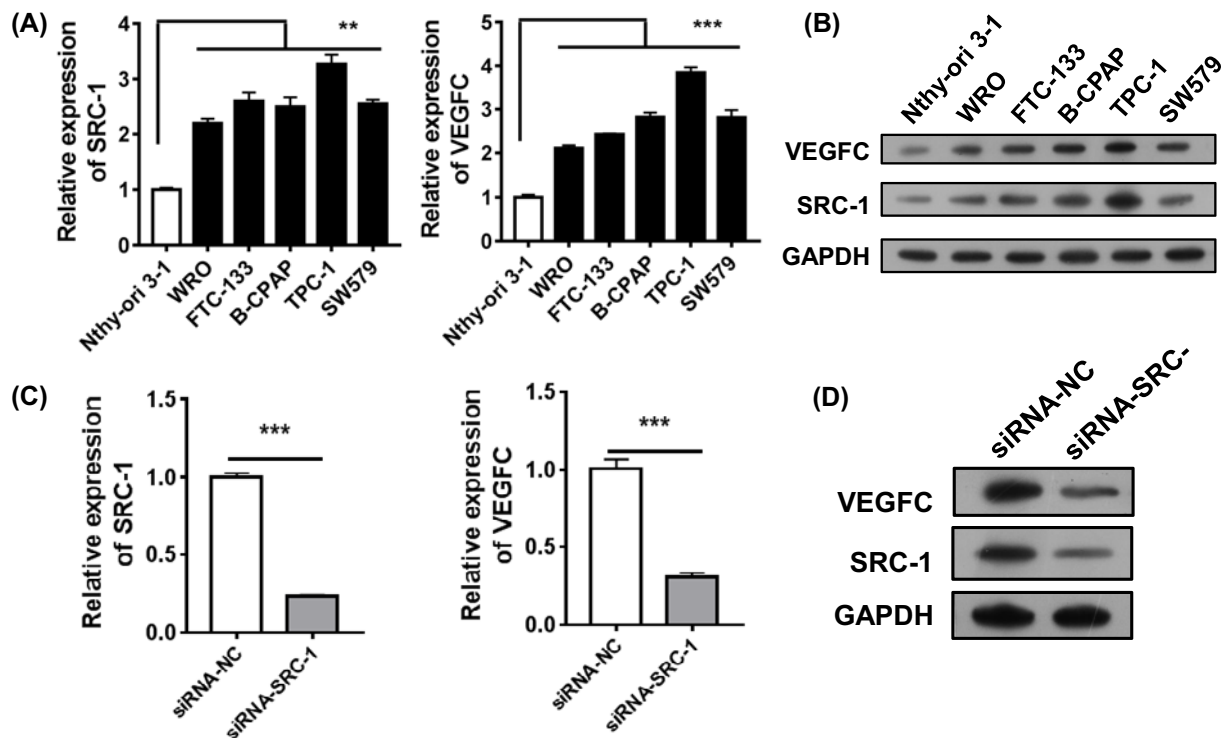 (A)
Relative expression
of SRC-1
4
3
2
1
0
**
Nthy-ori 3-1
WRO
FTC-133
B-CPAP
TPC-1
SW579
Relative expression
of VEGFC
5
4
3
2
1
0
***
Nthy-ori 3-1
WRO
FTC-133
B-CPAP
TPC-1
SW579
(B)
Nthy-ori 3-1
WRO
FTC-133
B-CPAP
TPC-1
SW579
VEGFC
SRC-1
GAPDH
(C)
Relative expression
of SRC-1
1.5
1.0
0.5
0.0
***
siRNA-NC
siRNA-SRC-1
Relative expression
of VEGFC
1.5
1.0
0.5
0.0
***
siRNA-NC
siRNA-SRC-1
(D)
siRNA-NC
siRNA-SRC-
VEGFC
SRC-1
GAPDH